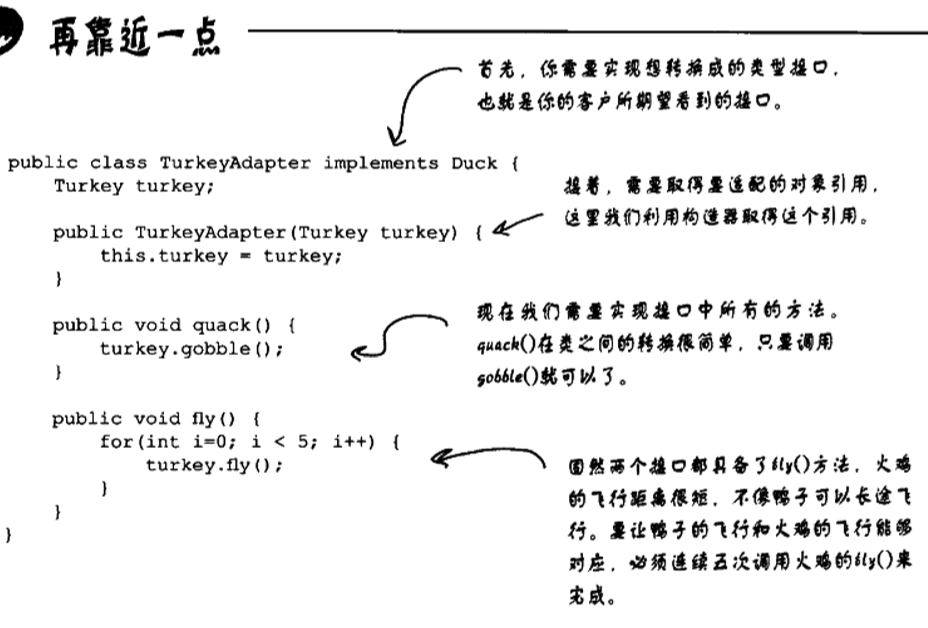 再靠近一点
首先，你需要实现想转换成的类型接口，
也就是你的客户所期望看到的接口。
public class TurkeyAdapter implements Duck {
Turkey turkey;
接着，需要取得要适配的对象引用，
这里我们利用构造器取得这个引用。
public TurkeyAdapter(Turkey turkey) {
this.turkey = turkey;
}
现在我们需要实现接口中所有的方法。
quack()在类之间的转换很简单，只要调用
gobble()就可以了。
public void quack() {
turkey.gobble();
}
public void fly() {
for(int i=0; i < 5; i++) {
turkey.fly();
}
}
}
固然两个接口都具备了fly()方法，火鸡
的飞行距离很短，不像鸭子可以长途飞
行。要让鸭子的飞行和火鸡的飞行能够
对应，必须连续五次调用火鸡的fly()来
完成。